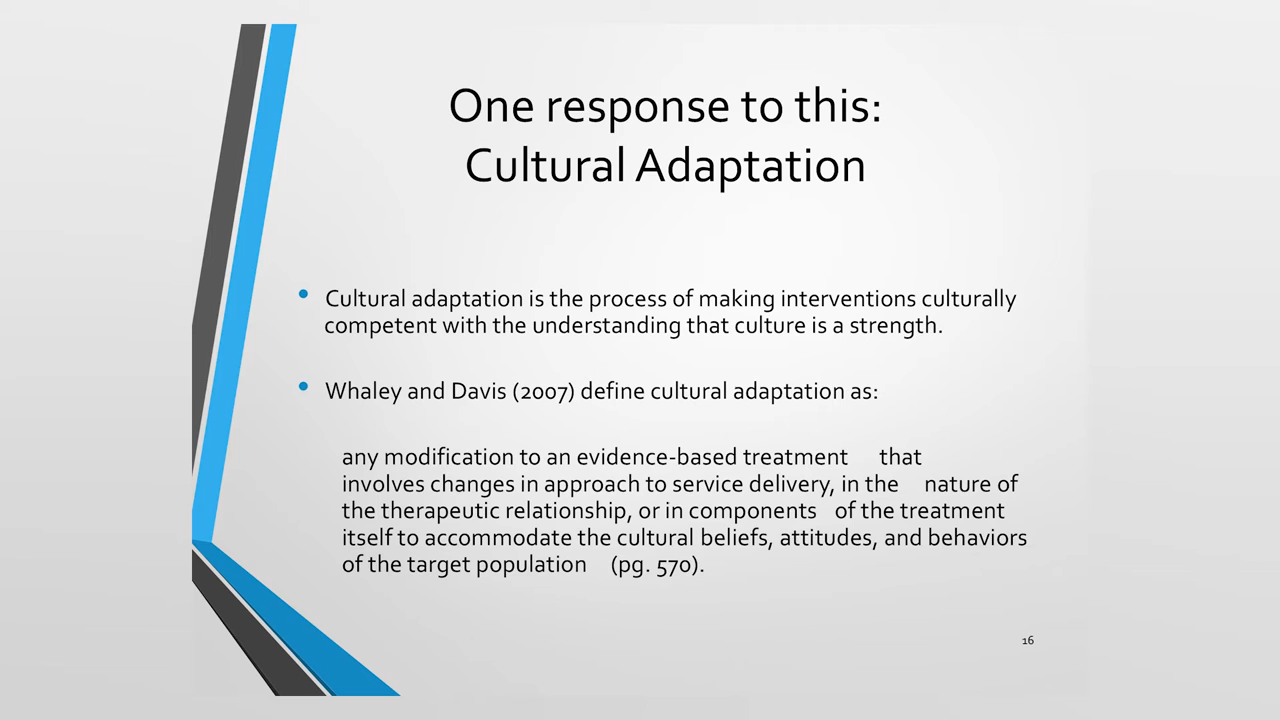 One response to this:
Cultural Adaptation
• Cultural adaptation is the process of making interventions culturally
competent with the understanding that culture is a strength.
• Whaley and Davis (2007) define cultural adaptation as:
any modification to an evidence-based treatment that
involves changes in approach to service delivery, in the nature of
the therapeutic relationship, or in components of the treatment
itself to accommodate the cultural beliefs, attitudes, and behaviors
of the target population (pg. 570).
16